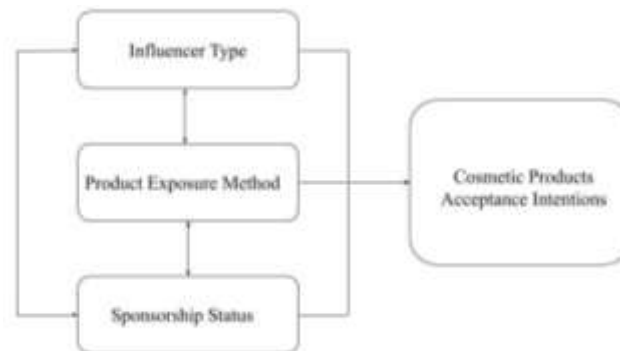 Influencer Type
Product Exposure Method
Cosmetic Products
Acceptance Intentions
Sponsorship Status